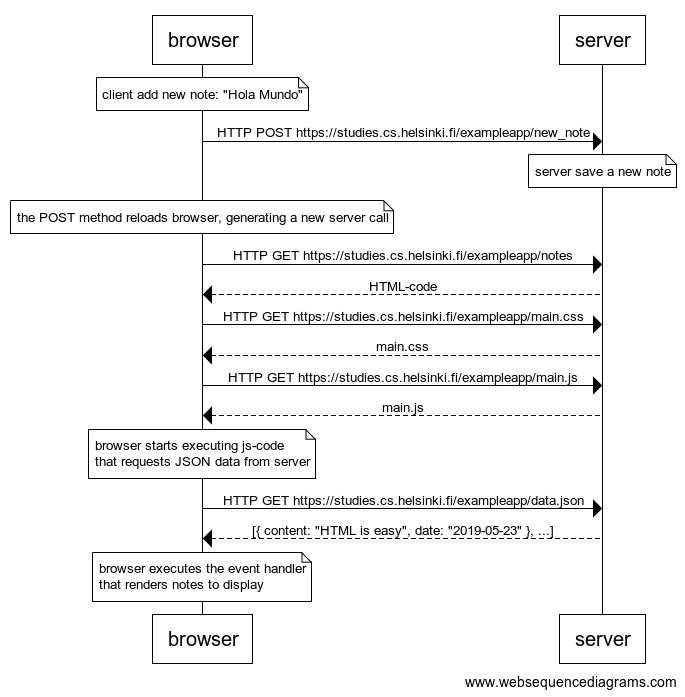 browser
server
client add new note: "Hola Mundo"
HTTP POST https://studies.cs.helsinki.fi/exampleapp/new_note
server save a new note
the POST method reloads browser, generating a new server call
HTTP GET https://studies.cs.helsinki.fi/exampleapp/notes
HTML-code
HTTP GET https://studies.cs.helsinki.fi/exampleapp/main.css
main.css
HTTP GET https://studies.cs.helsinki.fi/exampleapp/main.js
main.js
browser starts executing js-code
that requests JSON data from server
HTTP GET https://studies.cs.helsinki.fi/exampleapp/data.json
[{ content: "HTML is easy", date: "2019-05-23" }, ...]
browser executes the event handler
that renders notes to display
browser
server
www.websequencediagrams.com